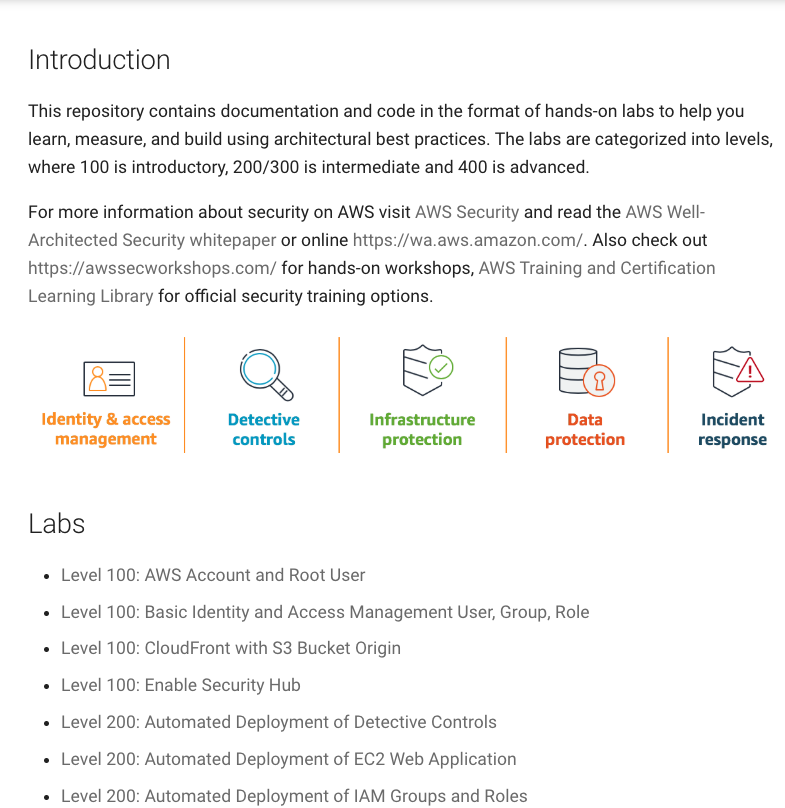 Introduction
This repository contains documentation and code in the format of hands-on labs to help you
learn, measure, and build using architectural best practices. The labs are categorized into levels,
where 100 is introductory, 200/300 is intermediate and 400 is advanced.
For more information about security on AWS visit AWS Security and read the AWS Well-
Architected Security whitepaper or online https://wa.aws.amazon.com/. Also check out
https://awssecworkshops.com/ for hands-on workshops, AWS Training and Certification
Learning Library for official security training options.
Identity & access
management
Detective
controls
Infrastructure
protection
Data
protection
Incident
response
Labs
Level 100: AWS Account and Root User
Level 100: Basic Identity and Access Management User, Group, Role
Level 100: CloudFront with S3 Bucket Origin
Level 100: Enable Security Hub
Level 200: Automated Deployment of Detective Controls
Level 200: Automated Deployment of EC2 Web Application
Level 200: Automated Deployment of IAM Groups and Roles